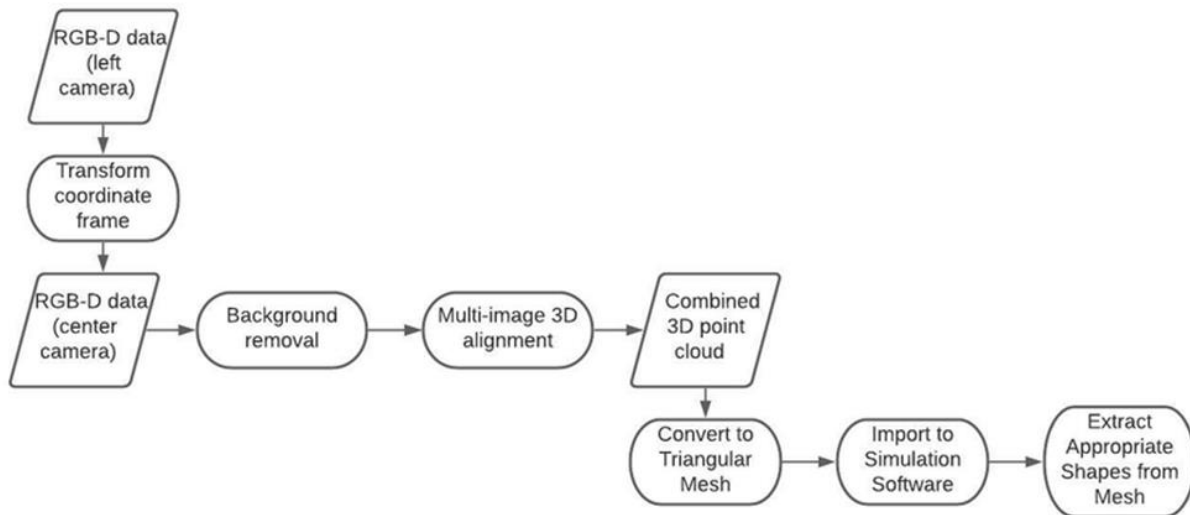 RGB-D data
(left
camera)
Transform
coordinate
frame
RGB-D data
(center
camera)
Background
removal
Multi-image 3D
alignment
Combined
3D point
cloud
Convert to
Triangular
Mesh
Import to
Simulation
Software
Extract
Appropriate
Shapes from
Mesh